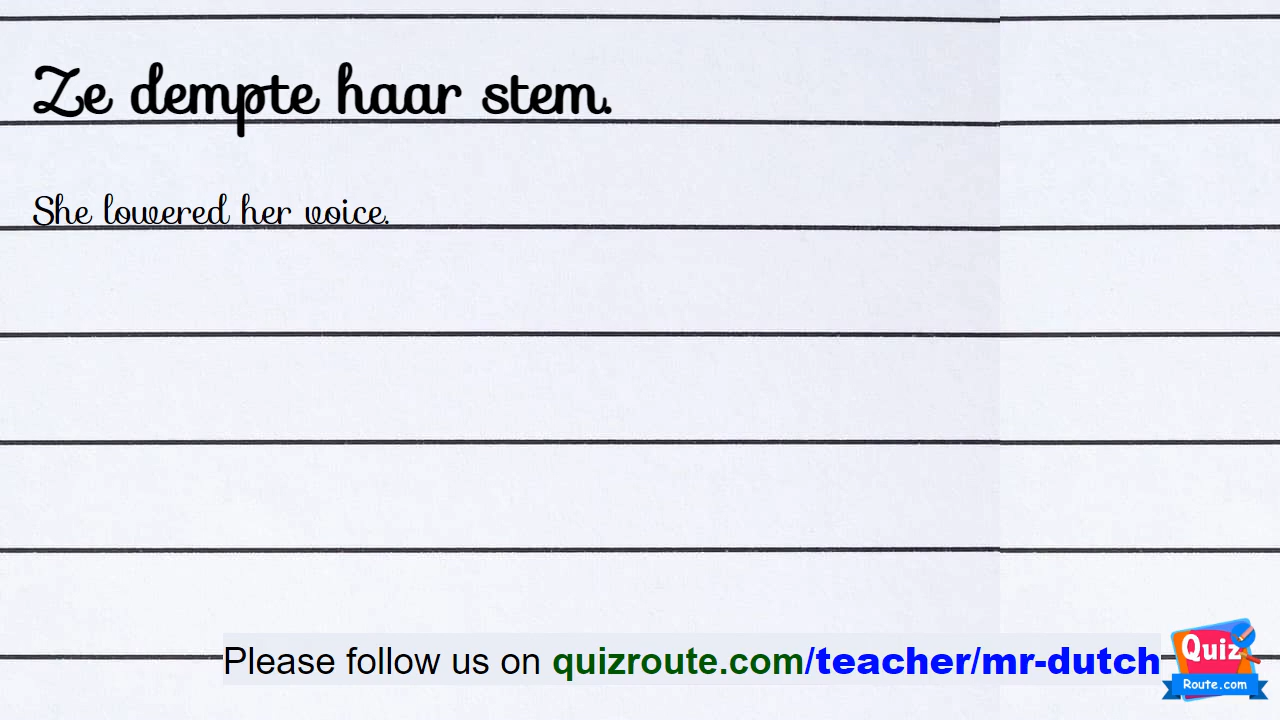 Ze dempte haar stem.
She lowered her voice.
Please follow us on quizroute.com/teacher/mr-dutch
Quiz
Route.com